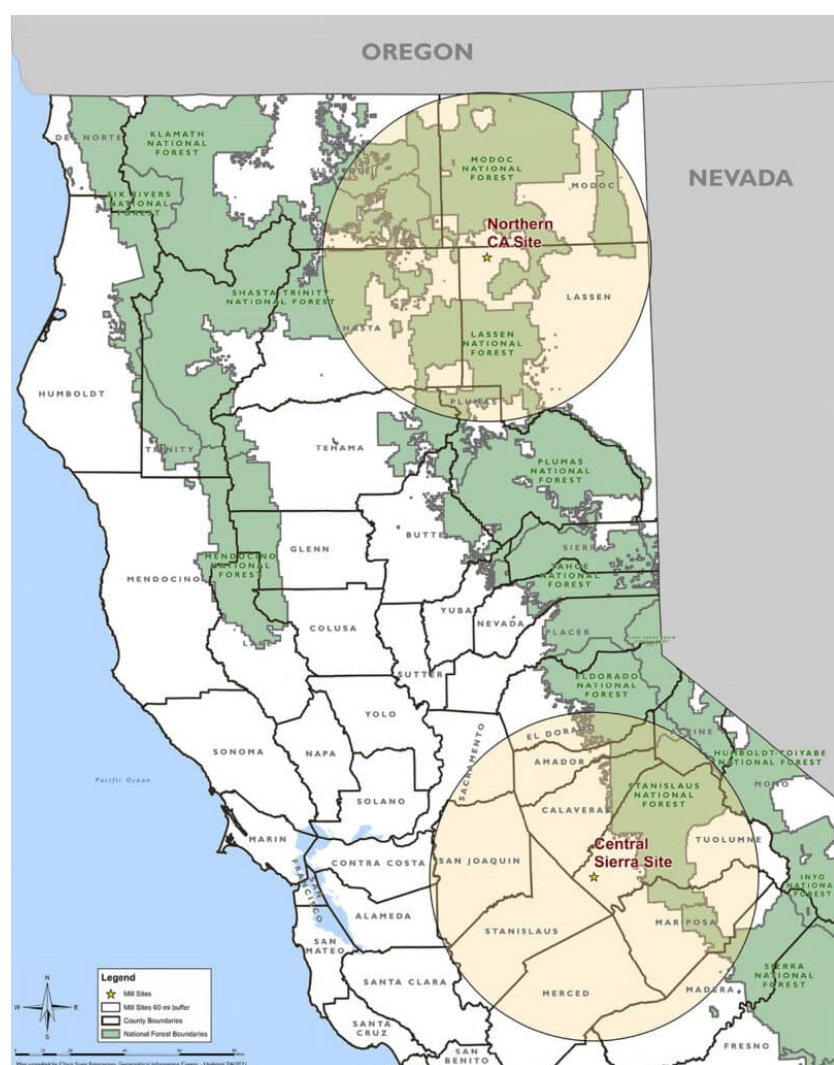 OREGON
NEVADA
KLAMATH
NATIONAL
FOREST
SIX RIVERS
NATIONAL
FOREST
MODOC
NATIONAL
FOREST
MODOC
Northern
CA Site
SHASTA TRINITY
NATIONAL FOREST
LASSEN
LASSEN
NATIONAL
FOREST
HUMBOLDT
TRINITY
PLUMAS
TEHAMA
PLUMAS
NATIONAL
FOREST
BUTTE
GLENN
SIERRA
TAHOE
NATIONAL
FOREST
MENDOCINO
MENDOCINO
NATIONAL
FOREST
COLUSA
YUBA
NEVADA
PLACER
SUTTER
ELDORADO
NATIONAL
FOREST
YOLO
SACRAMENTO
EL DORADO
ALPINE
SONOMA
NAPA
AMADOR
HUMBOLDT-TOIYABE
NATIONAL FOREST
Pacific Ocean
SOLANO
CALAVERAS
STANISLAUS
NATIONAL
FOREST
MONO
MARIN
CONTRA COSTA
SAN JOAQUIN
Central
Sierra Site
TUOLUMNE
SAN
FRANCISCO
INYO
NATIONAL
FOREST
ALAMEDA
STANISLAUS
MARIPOSA
SAN
MATEO
SANTA CLARA
MERCED
MADERA
SIERRA
NATIONAL
FOREST
SANTA
CRUZ
SAN
BENITO
FRESNO
N
W
E
S
Legend
Mill Sites
Mill Sites 60 mi buffer
County Boundaries
National Forest Boundaries